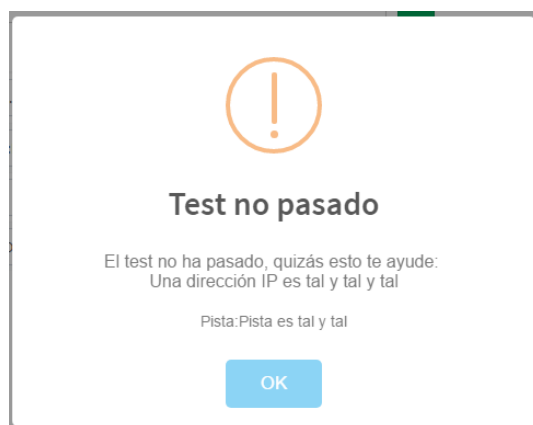 Test no pasado
El test no ha pasado, quizás esto te ayude:
Una dirección IP es tal y tal y tal
Pista:Pista es tal y tal
OK